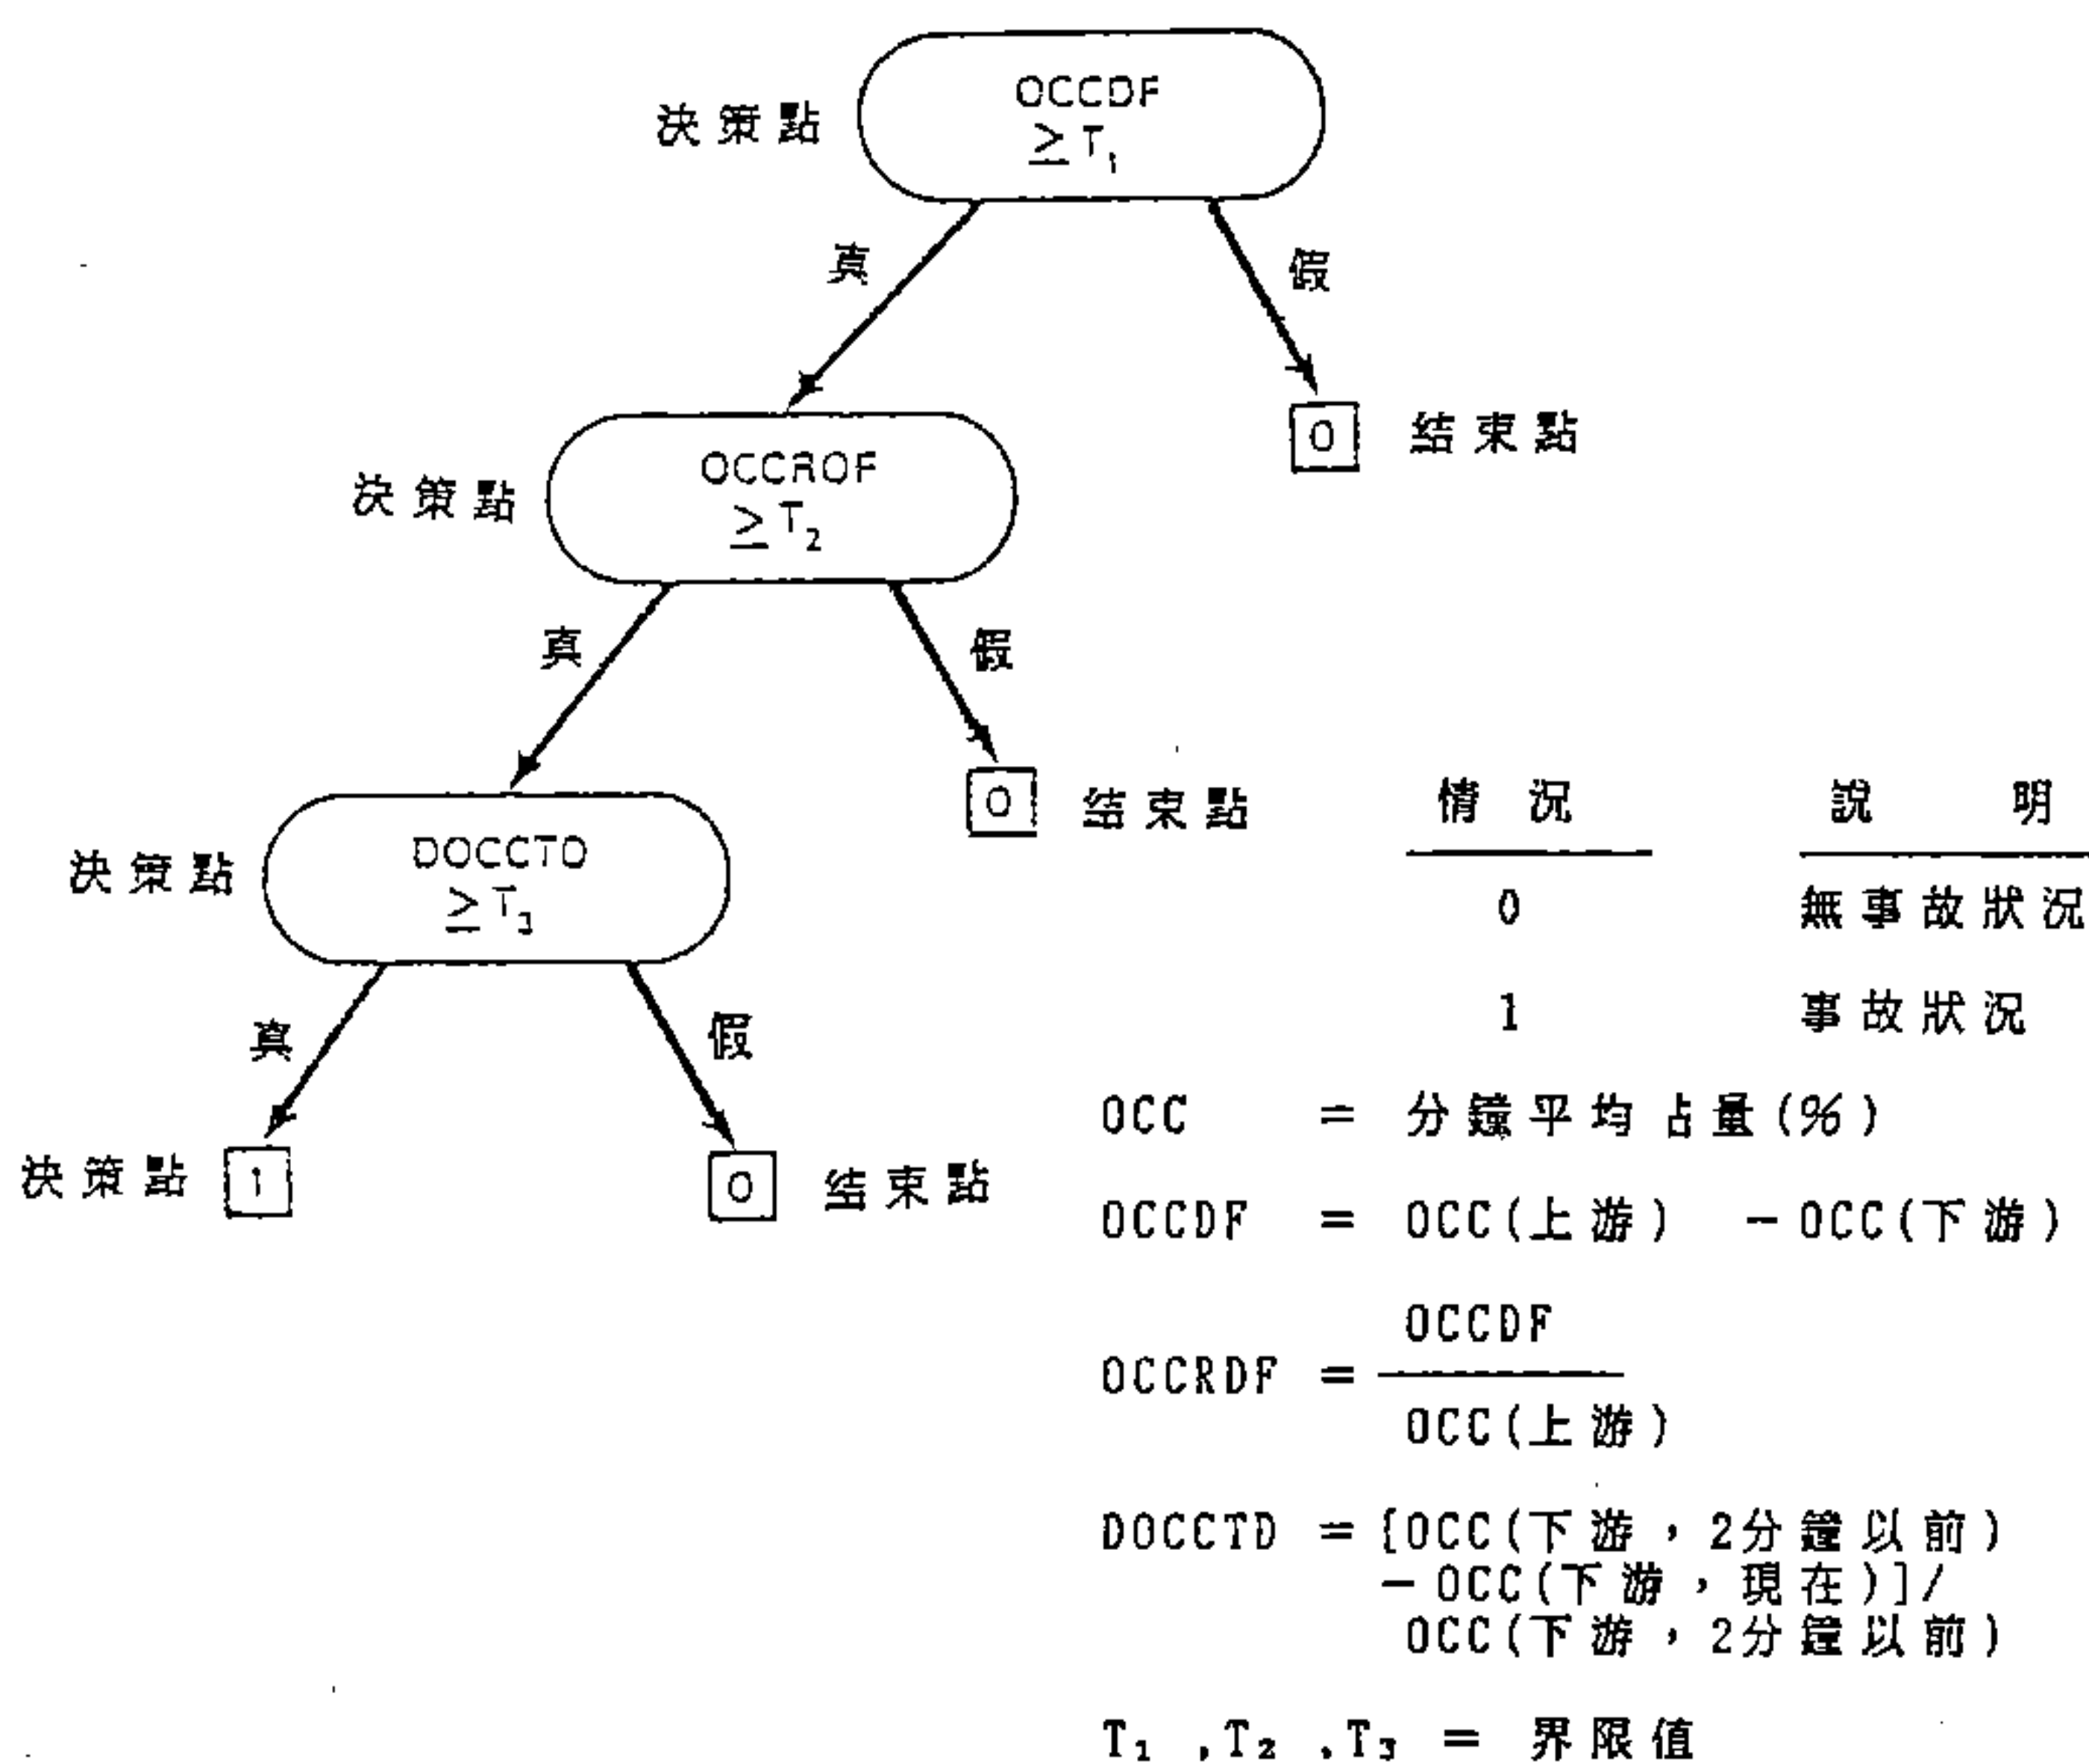 決策點
OCCDF
≥T₁
真
假
決策點
OCCROF
≥T₂
0 結束點
真
假
決策點
DOCCTO
≥T₃
0 結束點
真
假
決策點 1
0 結束點
情況 說明
0 無事故狀況
1 事故狀況
OCC = 分鐘平均占量(%)
OCCDF = OCC(上游) －OCC(下游)
OCCDF
OCCRDF =
OCC(上游)
DOCCTD =[OCC(下游，2分鐘以前)
－OCC(下游，現在)]/
OCC(下游，2分鐘以前)
T₁ ,T₂ ,T₃ = 界限值